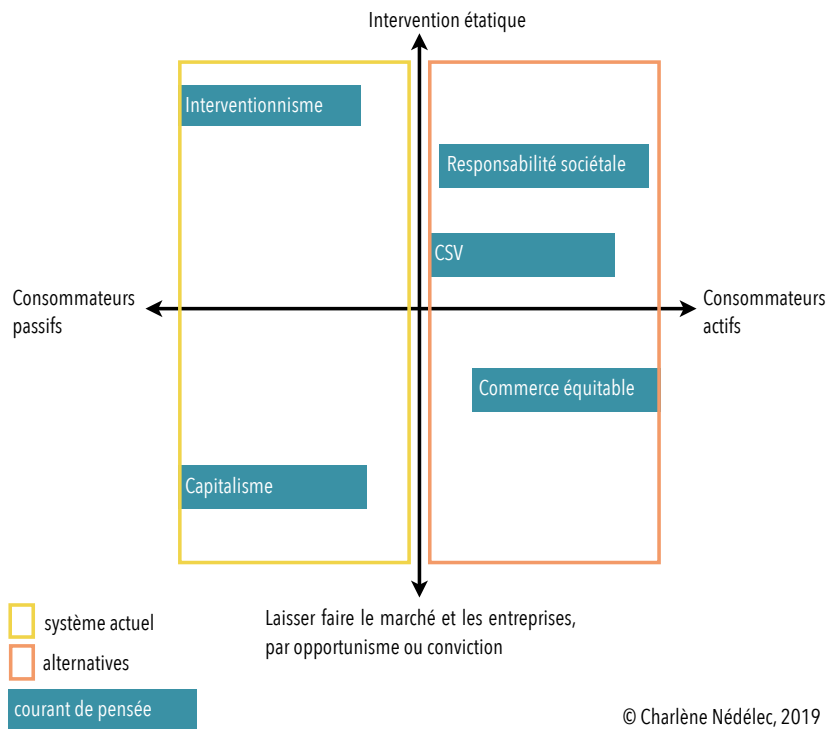 Intervention étatique
Interventionnisme
Responsabilité sociétale
CSV
Consommateurs
passifs
Consommateurs
actifs
Commerce équitable
Capitalisme
Laisser faire le marché et les entreprises,
par opportunisme ou conviction
système actuel
alternatives
courant de pensée
© Charlène Nédélec, 2019